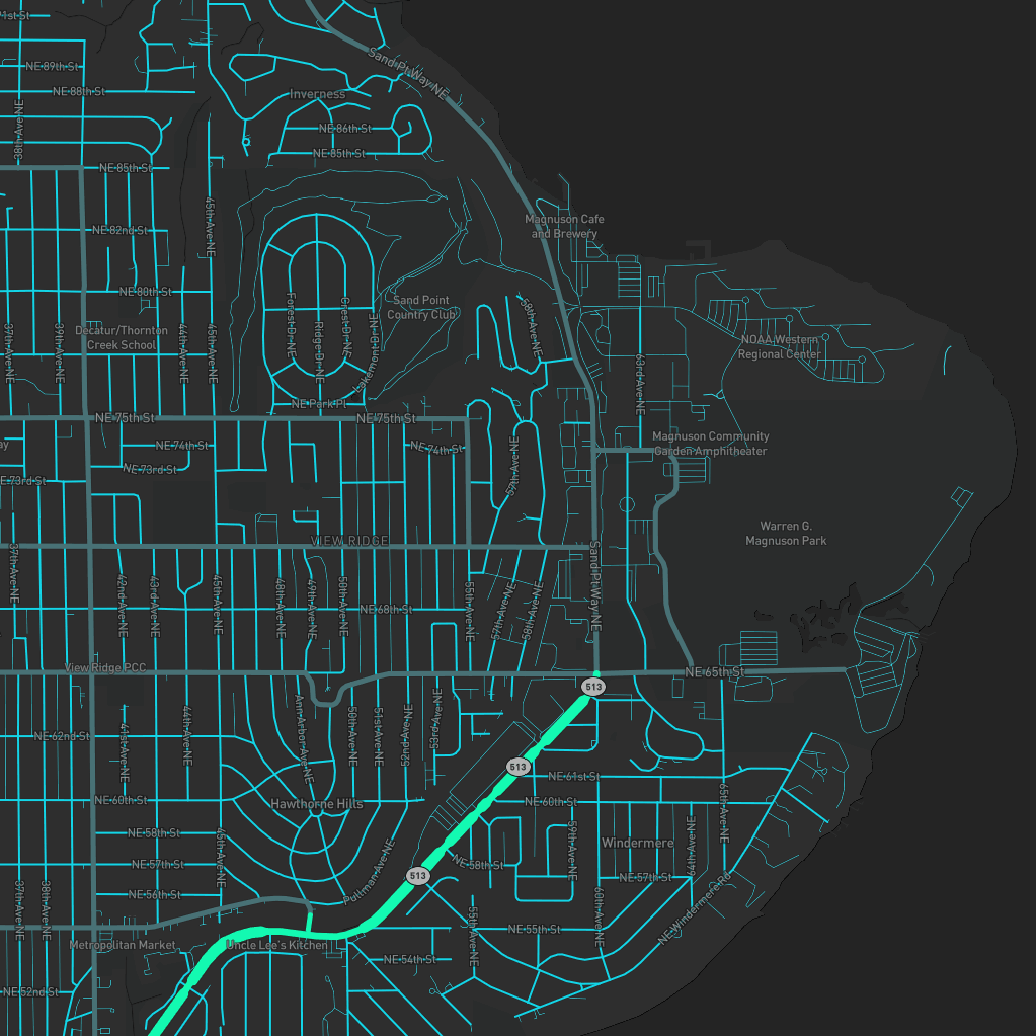 91st St
NE 89th St
NE 88th St
38th Ave NE
Sand Pt Way NE
Inverness
NE 86th St
NE 85th St
NE 85th St
45th Ave NE
NE 82nd St
Magnuson Cafe
and Brewery
NE 80th St
Sand Point
Country Club
Decatur/Thornton
Creek School
37th Ave NE
39th Ave NE
44th Ave NE
45th Ave NE
Forest Dr NE
Ridge Dr NE
Crest Dr NE
58th Ave NE
63rd Ave NE
NOAA Western
Regional Center
NE Park Pl
NE 75th St
NE 75th St
NE 74th St
NE 74th St
NE 73rd St
E 73rd St
57th Ave NE
Magnuson Community
Garden Amphitheater
Warren G.
Magnuson Park
VIEW RIDGE
37th Ave NE
42nd Ave NE
43rd Ave NE
45th Ave NE
48th Ave NE
49th Ave NE
50th Ave NE
NE 68th St
55th Ave NE
57th Ave NE
58th Ave NE
Sand Pt Way NE
View Ridge PCC
NE 65th St
513
NE 62nd St
41st Ave NE
44th Ave NE
Ann Arbor Ave NE
50th Ave NE
51st Ave NE
52nd Ave NE
53rd Ave NE
513
NE 61st St
NE 60th St
NE 60th St
Hawthorne Hills
65th Ave NE
NE 58th St
59th Ave NE
Windermere
64th Ave NE
NE 57th St
45th Ave NE
Puttman Ave NE
513
NE 58th St
NE 57th St
NE 56th St
37th Ave NE
38th Ave NE
55th Ave NE
60th Ave NE
NE Windermere Rd
NE 55th St
Metropolitan Market
Uncle Lee's Kitchen
NE 54th St
NE 52nd St